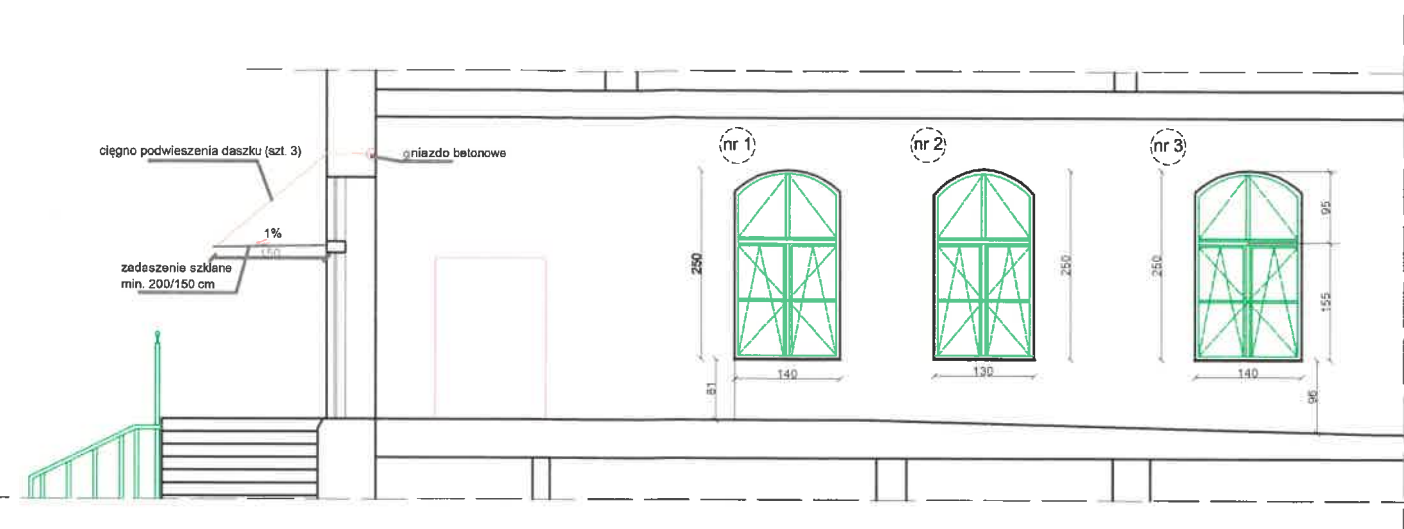 cięgno podwieszenia daszku (szt. 3)
gniazdo betonowe
1%
150
zadaszenie szklane
min. 200/150 cm
nr 1
nr 2
nr 3
250
140
81
130
250
250
140
95
155
96